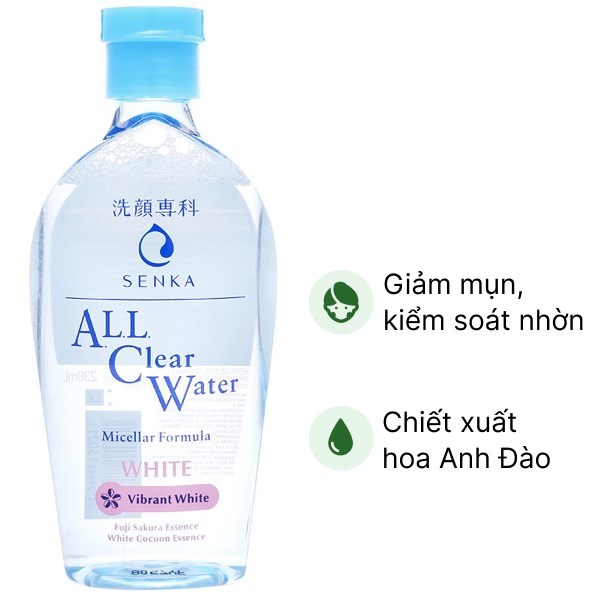 洗顔専科
SENKA
A.L.L.
Clear
Water
230mL
Micellar Formula
WHITE
Vibrant White
Fuji Sakura Essence
White Cocoon Essence
Giảm mụn,
kiểm soát nhờn
Chiết xuất
hoa Anh Đào